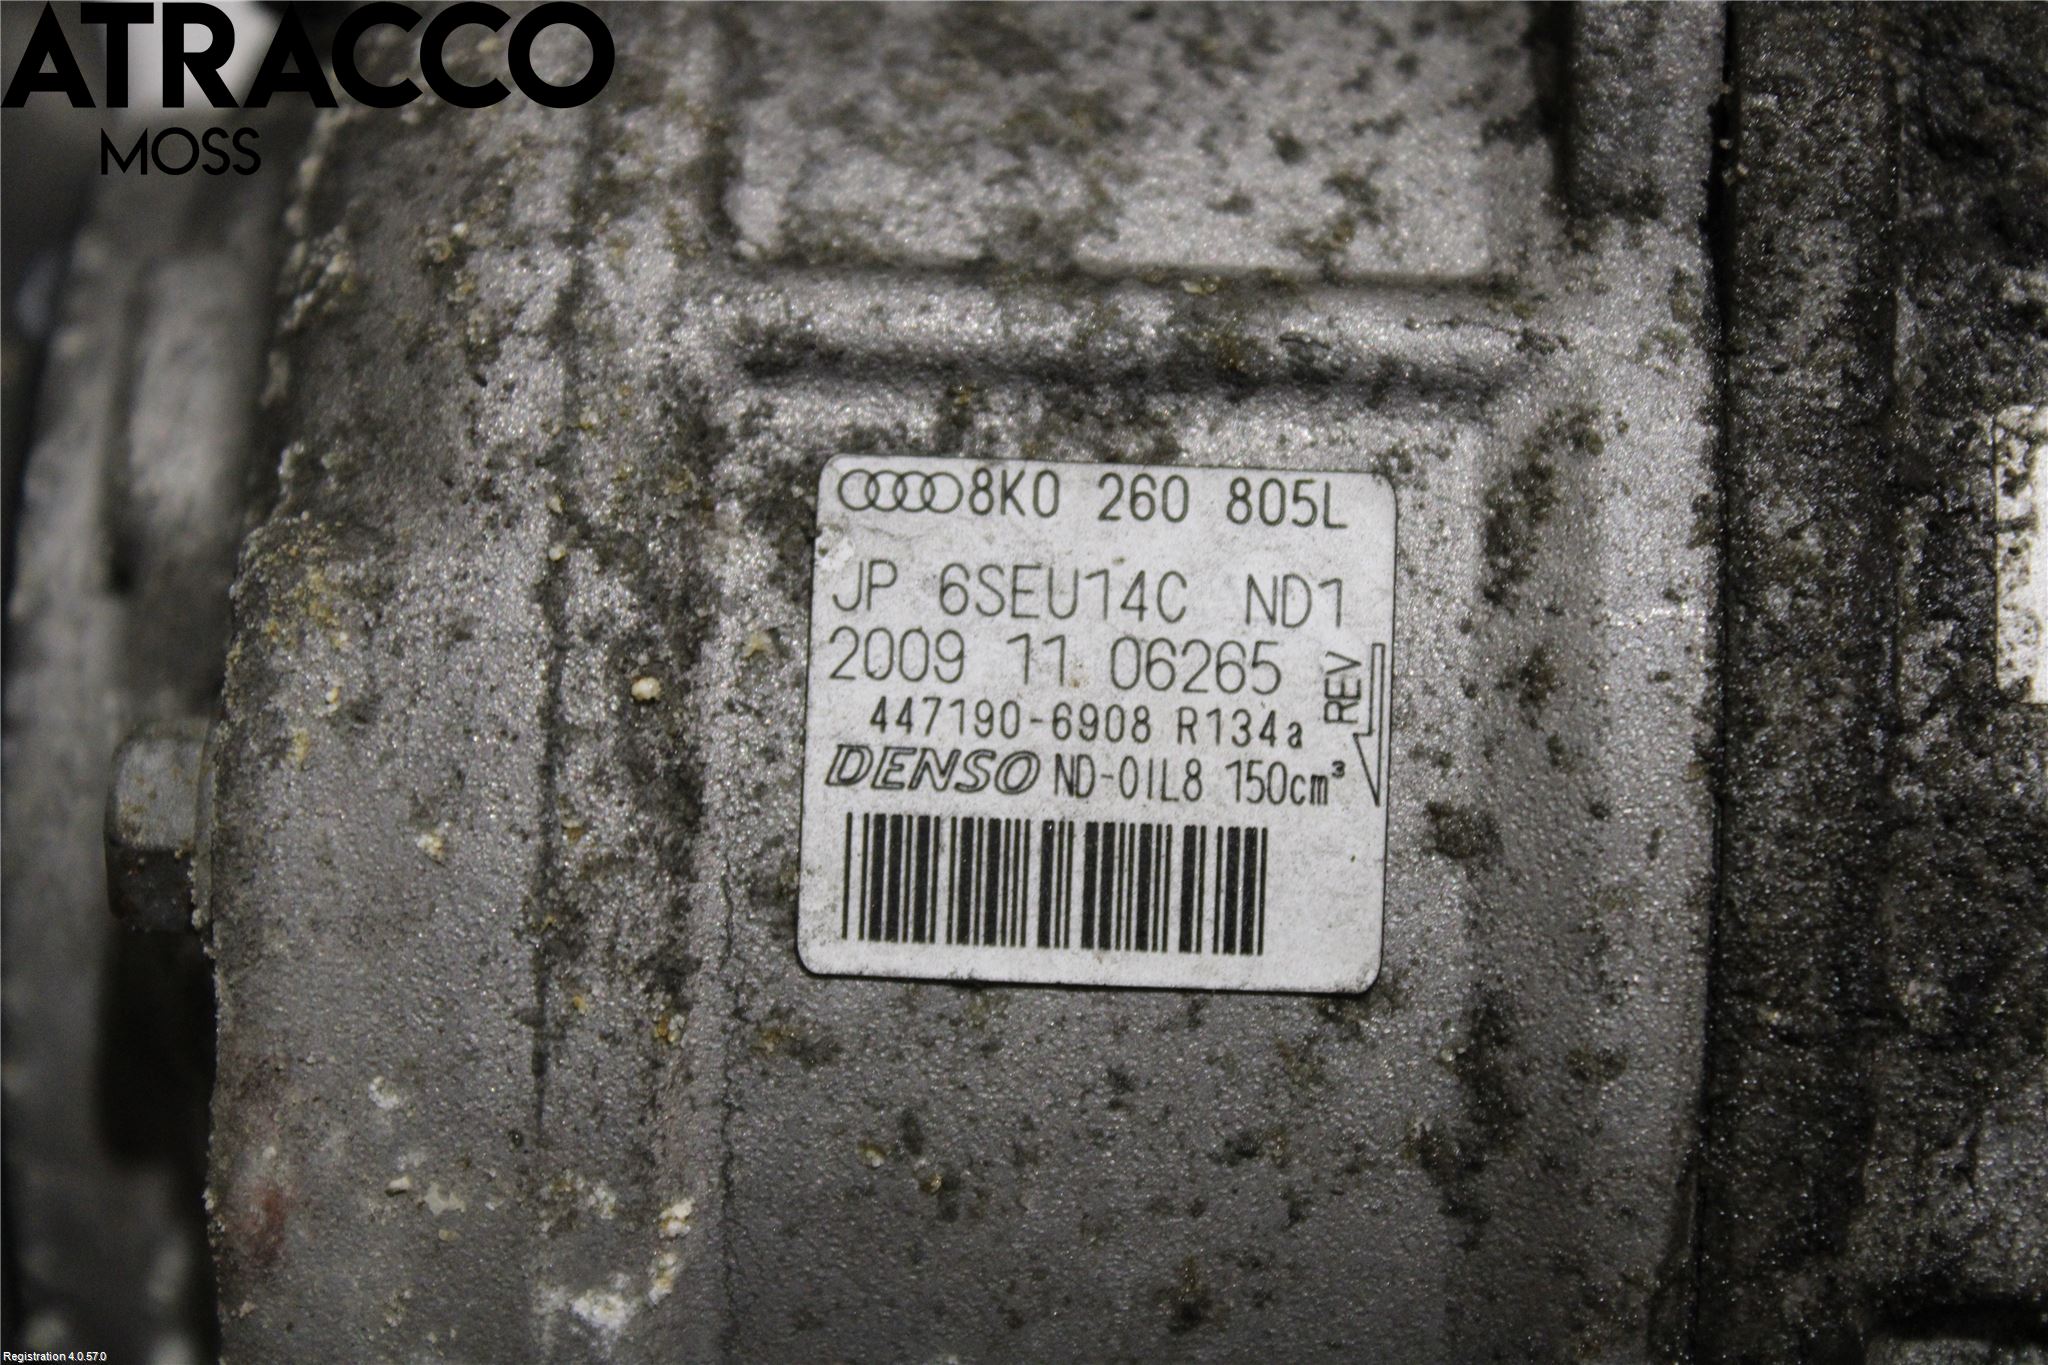 ATRACCO
MOSS
8K0 260 805L
JP 6SEU14C ND1
2009 11 06265
447190-6908 R134a
REV
DENSO ND-OIL8 150cm³
Registration 4.0.57.0